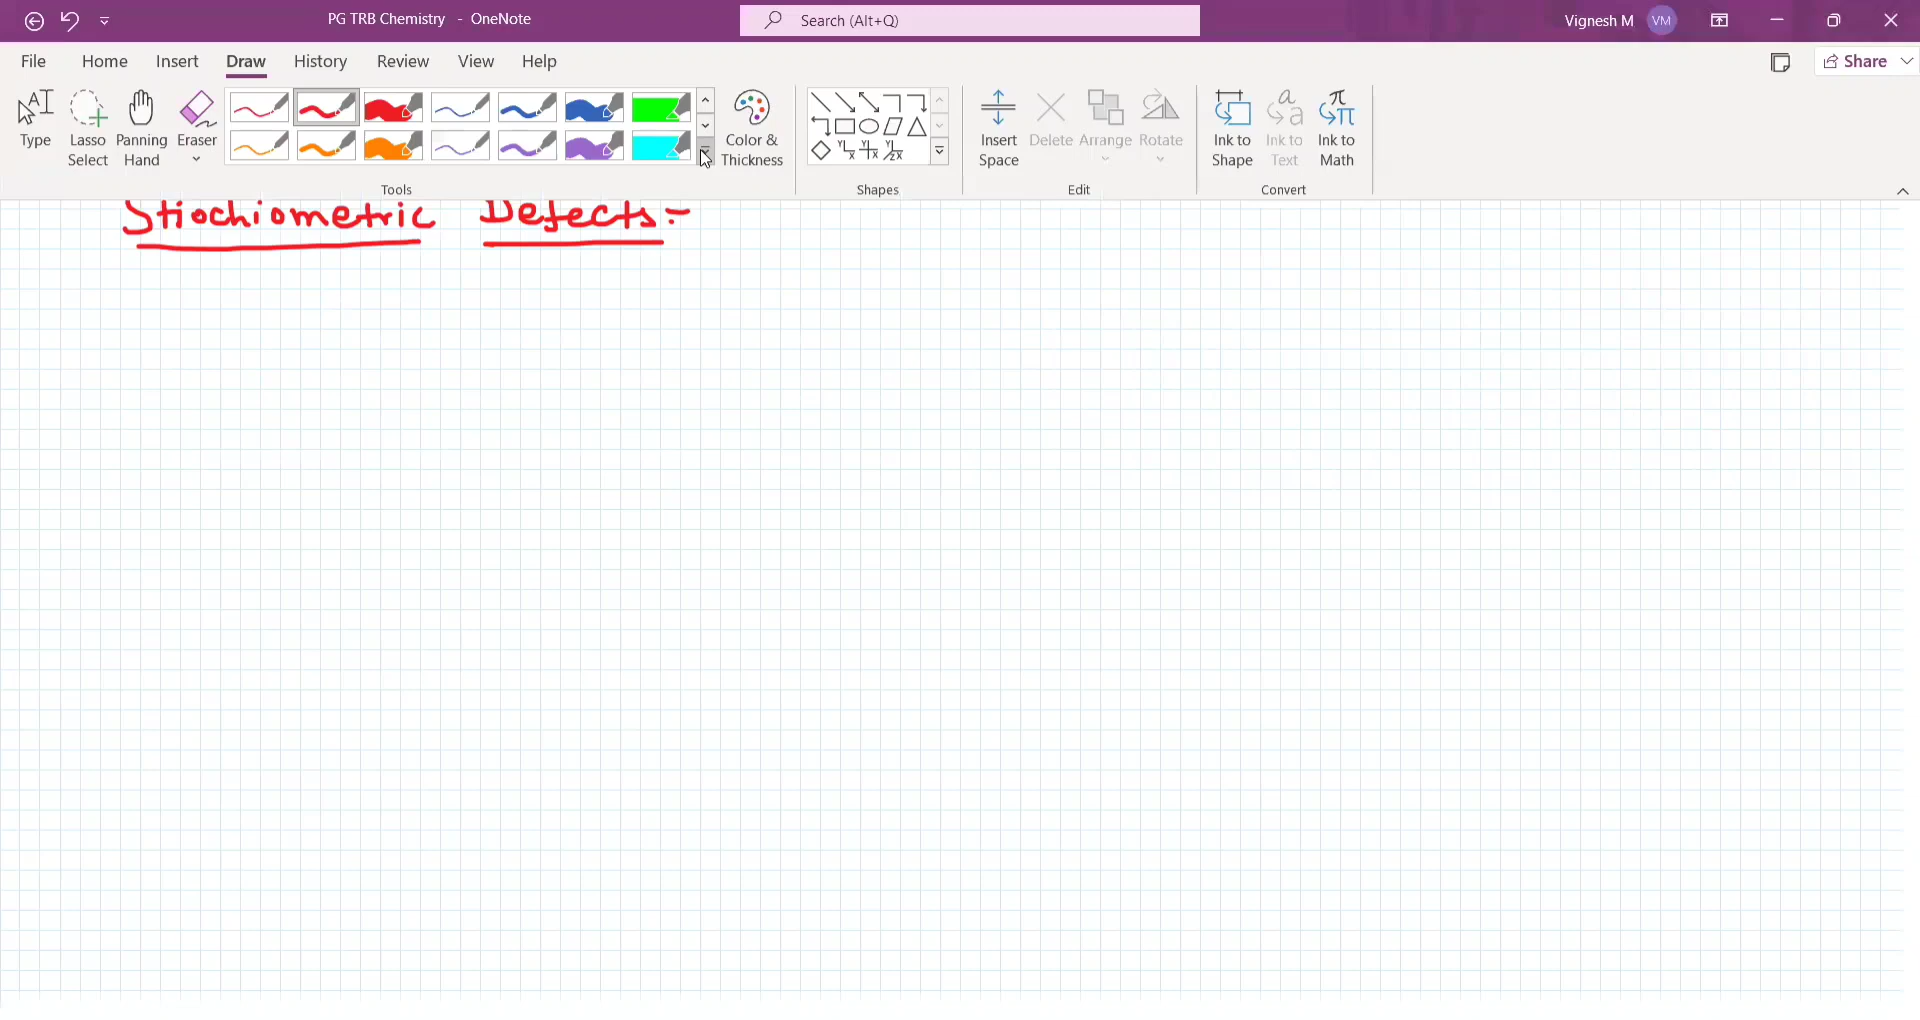 PG TRB Chemistry - OneNote
Search (Alt+Q)
Vignesh M VM
File Home Insert Draw History Review View Help
Share
Type
Lasso Select
Panning Hand
Eraser
Color & Thickness
Insert Space
Delete
Arrange
Rotate
Ink to Shape
Ink to Text
Ink to Math
Tools
Shapes
Edit
Convert
Stiochiometric Defects:-